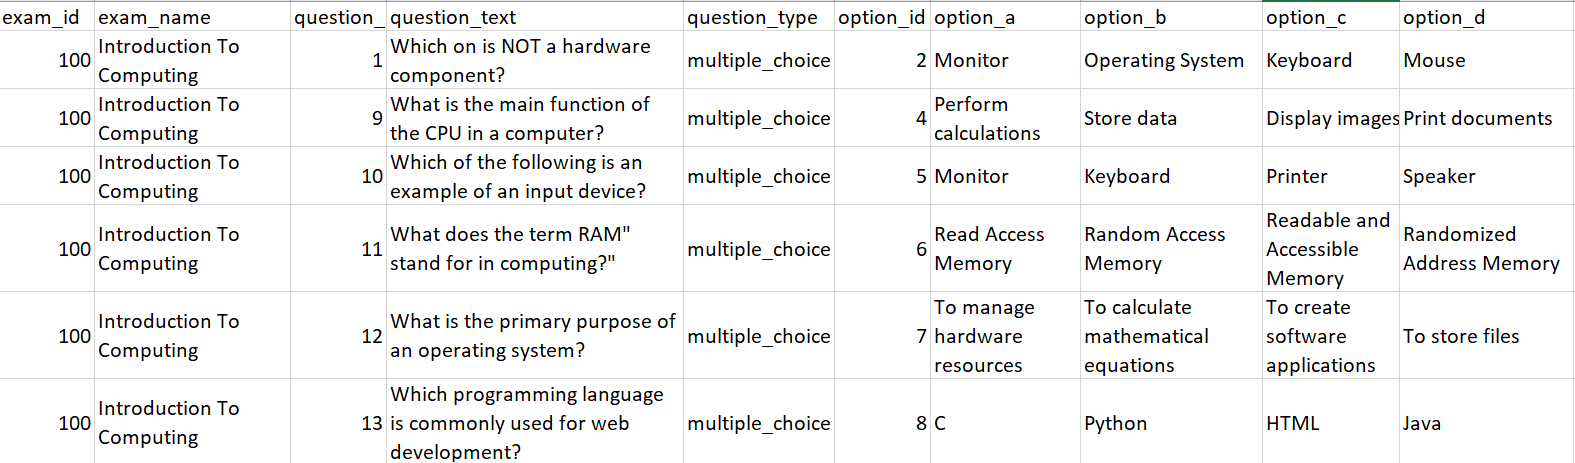 exam_id exam_name question_ question_text question_type option_id option_a option_b option_c option_d
100 Introduction To Computing 1 Which on is NOT a hardware component? multiple_choice 2 Monitor Operating System Keyboard Mouse
100 Introduction To Computing 9 What is the main function of the CPU in a computer? multiple_choice 4 Perform calculations Store data Display images Print documents
100 Introduction To Computing 10 Which of the following is an example of an input device? multiple_choice 5 Monitor Keyboard Printer Speaker
100 Introduction To Computing 11 What does the term RAM" stand for in computing?" multiple_choice 6 Read Access Memory Random Access Memory Readable and Accessible Memory Randomized Address Memory
100 Introduction To Computing 12 What is the primary purpose of an operating system? multiple_choice 7 To manage hardware resources To calculate mathematical equations To create software applications To store files
100 Introduction To Computing 13 Which programming language is commonly used for web development? multiple_choice 8 C Python HTML Java